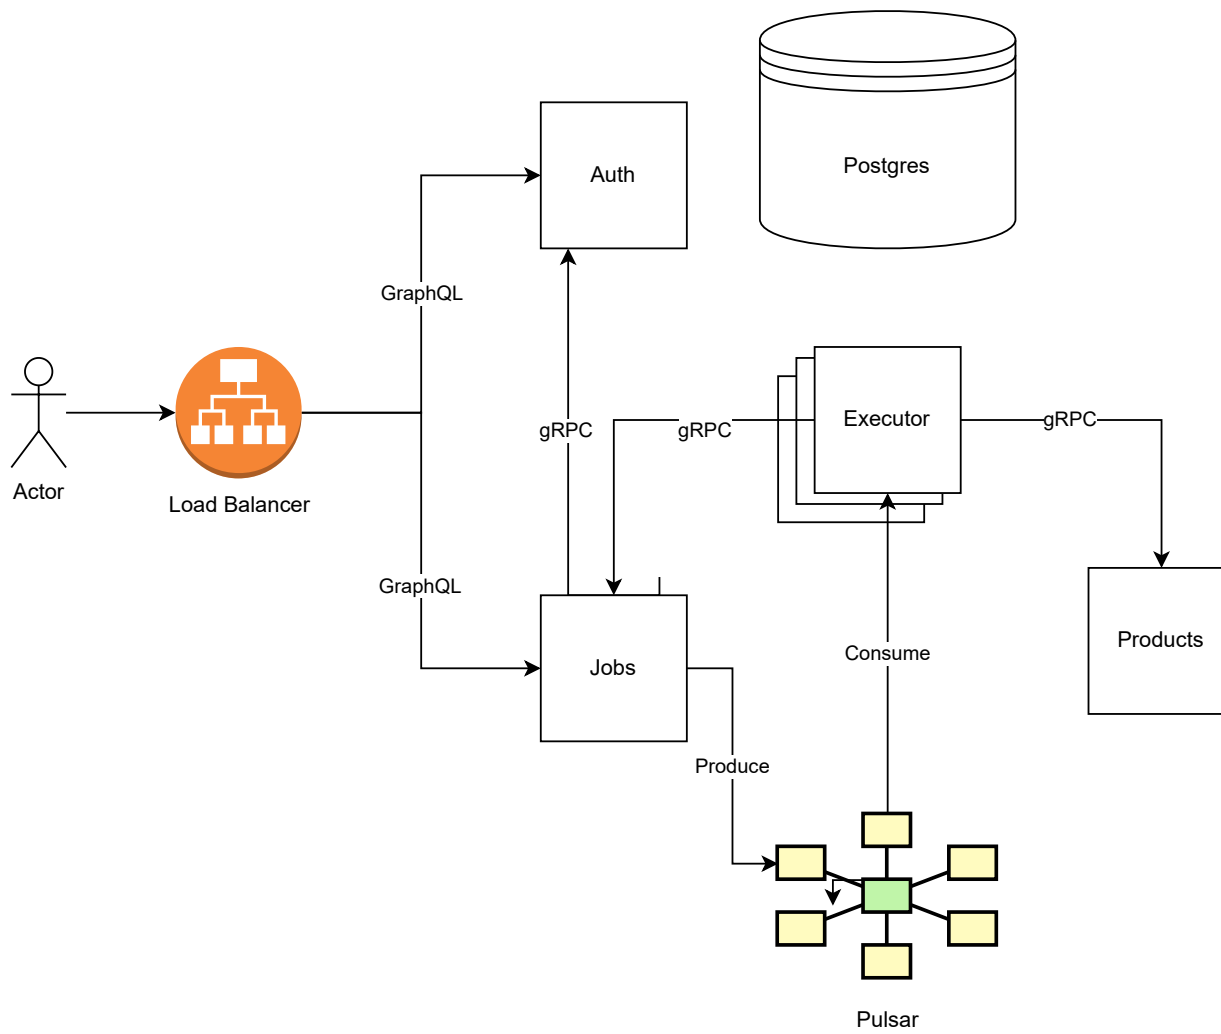 Postgres
Auth
GraphQL
Actor
Load Balancer
gRPC
gRPC
Executor
gRPC
GraphQL
Jobs
Consume
Products
Produce
Pulsar